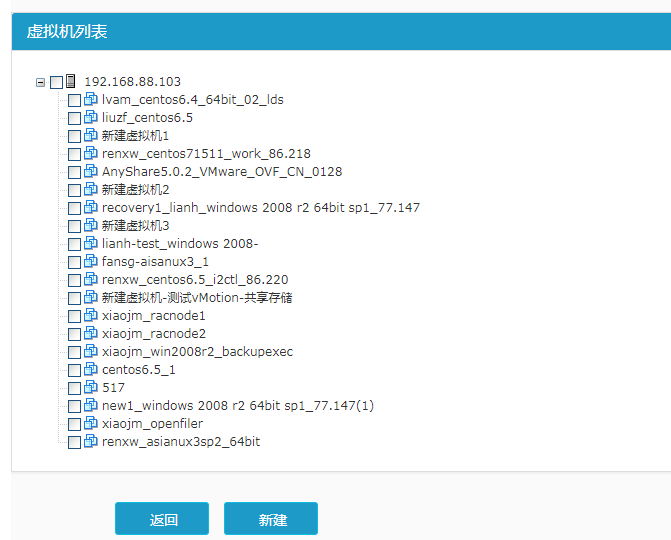 虚拟机列表
192.168.88.103
lvam_centos6.4_64bit_02_lds
liuzf_centos6.5
新建虚拟机1
renxw_centos71511_work_86.218
AnyShare5.0.2_VMware_OVF_CN_0128
新建虚拟机2
recovery1_lianh_windows 2008 r2 64bit sp1_77.147
新建虚拟机3
lianh-test_windows 2008-
fansg-aisanux3_1
renxw_centos6.5_i2ctl_86.220
新建虚拟机-测试vMotion-共享存储
xiaojm_racnode1
xiaojm_racnode2
xiaojm_win2008r2_backupexec
centos6.5_1
517
new1_windows 2008 r2 64bit sp1_77.147(1)
xiaojm_openfiler
renxw_asianux3sp2_64bit
返回 新建